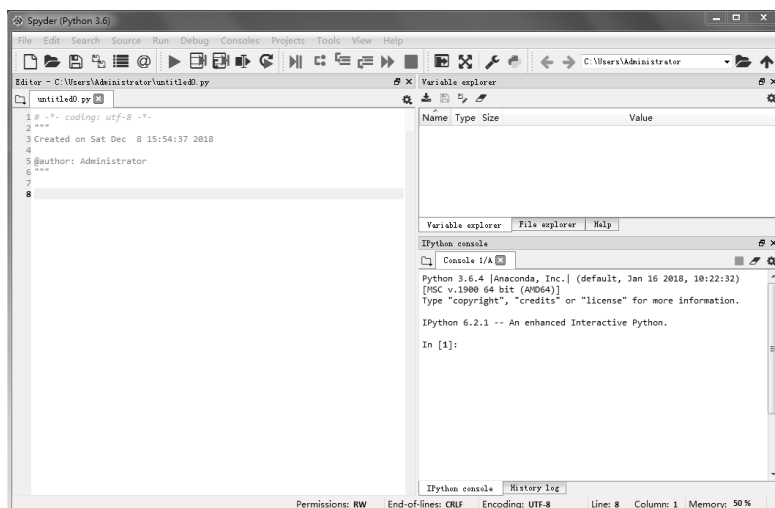 Spyder (Python 3.6)
File Edit Search Source Run Debug Consoles Projects Tools View Help
C:\Users\Administrator
Editor - C:\Users\Administrator\untitled0.py
untitled0.py
1 # -*- coding: utf-8 -*-
2 """
3 Created on Sat Dec  8 15:54:37 2018
4
5 @author: Administrator
6 """
7
8
Variable explorer
Name Type Size Value
Variable explorer File explorer Help
IPython console
Console 1/A
Python 3.6.4 |Anaconda, Inc.| (default, Jan 16 2018, 10:22:32)
[MSC v.1900 64 bit (AMD64)]
Type "copyright", "credits" or "license" for more information.
IPython 6.2.1 -- An enhanced Interactive Python.
In [1]:
IPython console History log
Permissions: RW End-of-lines: CRLF Encoding: UTF-8 Line: 8 Column: 1 Memory: 50 %